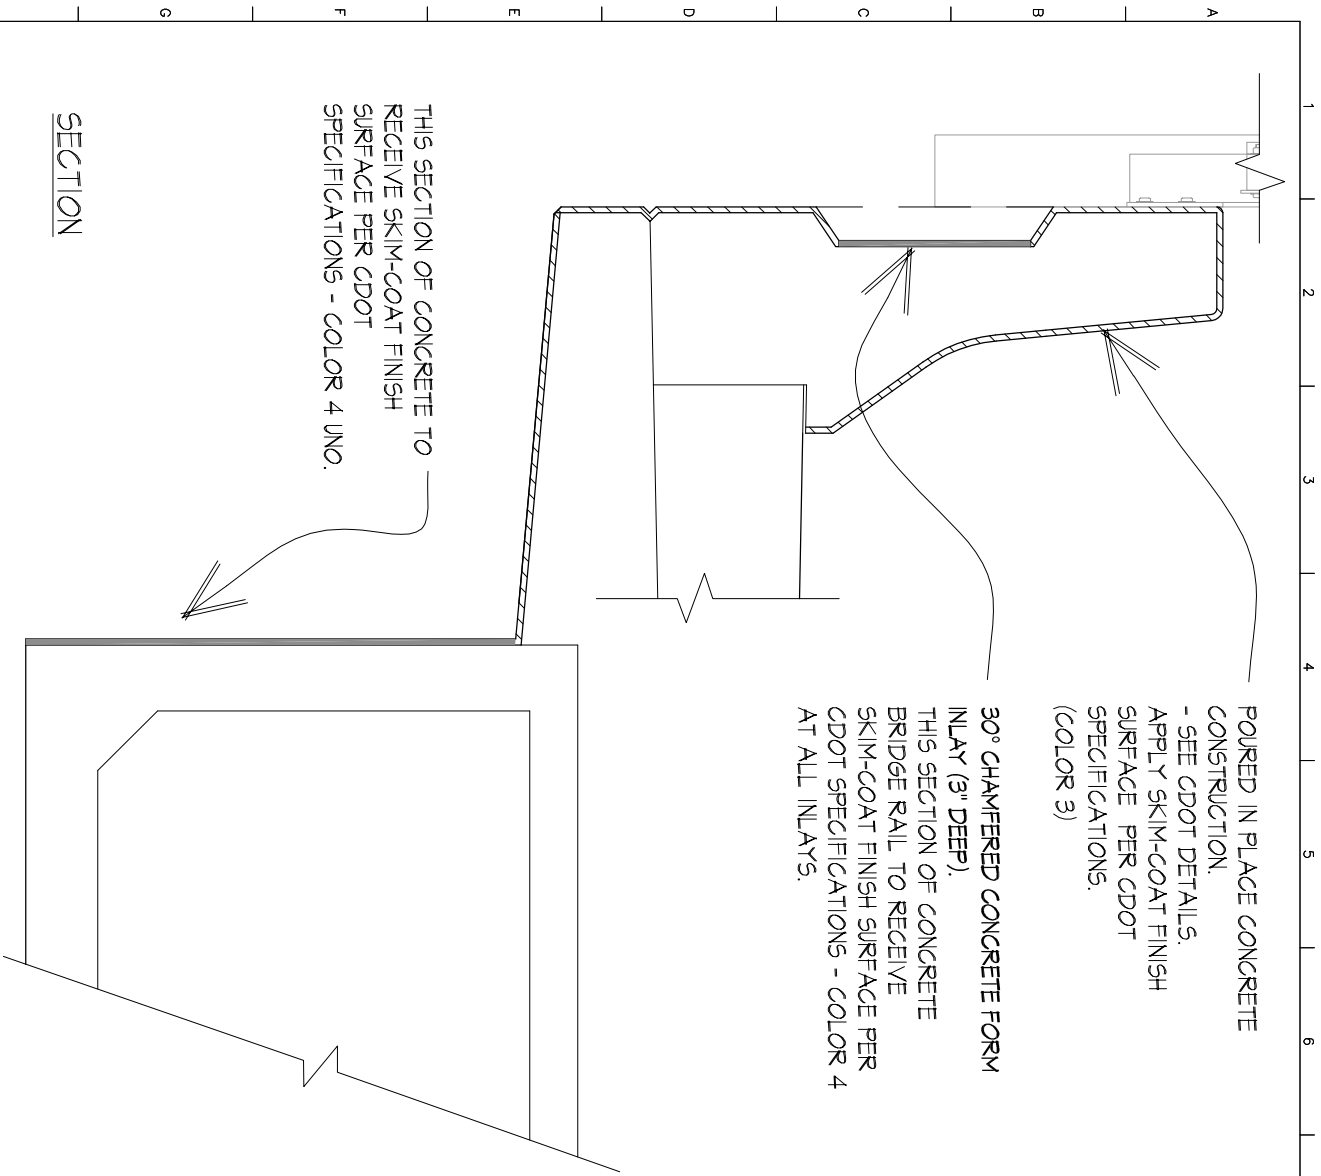 1
2
3
4
5
6
A
B
C
D
E
F
G
POURED IN PLACE CONCRETE
CONSTRUCTION.
- SEE CDOT DETAILS.
APPLY SKIM-COAT FINISH
SURFACE PER CDOT
SPECIFICATIONS.
(COLOR 3)
30° CHAMFERED CONCRETE FORM
INLAY (3" DEEP).
THIS SECTION OF CONCRETE
BRIDGE RAIL TO RECEIVE
SKIM-COAT FINISH SURFACE PER
CDOT SPECIFICATIONS - COLOR 4
AT ALL INLAYS.
THIS SECTION OF CONCRETE TO
RECEIVE SKIM-COAT FINISH
SURFACE PER CDOT
SPECIFICATIONS - COLOR 4 UNO.
SECTION